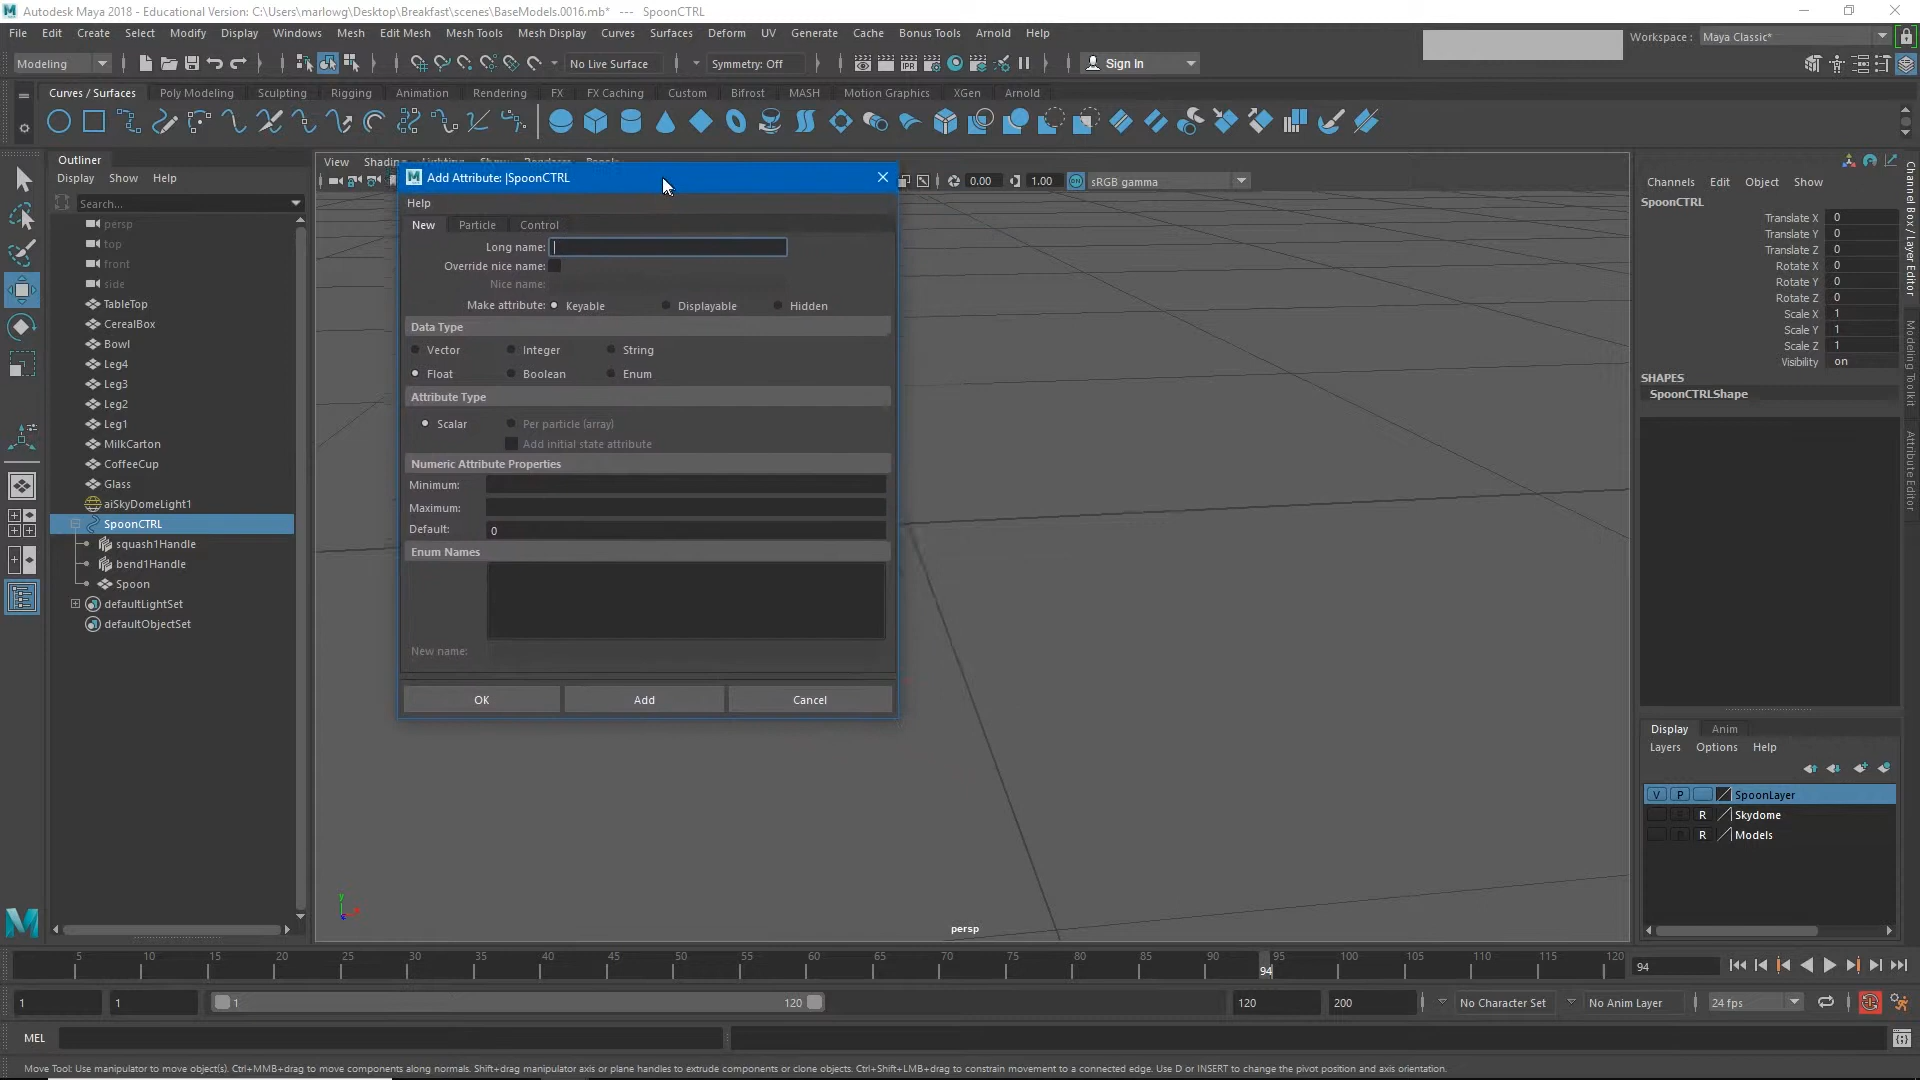 Autodesk Maya 2018 - Educational Version: C:\Users\marlowg\Desktop\Breakfast\scenes\BaseModels.0016.mb* --- SpoonCTRL
File Edit Create Select Modify Display Windows Mesh Edit Mesh Mesh Tools Mesh Display Curves Surfaces Deform UV Generate Cache Bonus Tools Arnold Help
Workspace : Maya Classic*
Modeling No Live Surface Symmetry: Off Sign In
Curves / Surfaces Poly Modeling Sculpting Rigging Animation Rendering FX FX Caching Custom Bifrost MASH Motion Graphics XGen Arnold
Outliner
Display Show Help
Search...
persp
top
front
side
TableTop
CerealBox
Bowl
Leg4
Leg3
Leg2
Leg1
MilkCarton
CoffeeCup
Glass
aiSkyDomeLight1
SpoonCTRL
squash1Handle
bend1Handle
Spoon
defaultLightSet
defaultObjectSet
View Shading Lighting Show Renderer Panels
0.00 1.00 sRGB gamma
Add Attribute: |SpoonCTRL
Help
New Particle Control
Long name:
Override nice name:
Nice name:
Make attribute: Keyable Displayable Hidden
Data Type
Vector Integer String
Float Boolean Enum
Attribute Type
Scalar Per particle (array)
Add initial state attribute
Numeric Attribute Properties
Minimum:
Maximum:
Default: 0
Enum Names
New name:
OK Add Cancel
persp
Channels Edit Object Show
SpoonCTRL
Translate X 0
Translate Y 0
Translate Z 0
Rotate X 0
Rotate Y 0
Rotate Z 0
Scale X 1
Scale Y 1
Scale Z 1
Visibility on
SHAPES
SpoonCTRLShape
Channel Box / Layer Editor
Modeling Toolkit
Attribute Editor
Display Anim
Layers Options Help
V P SpoonLayer
R Skydome
R Models
5 10 15 20 25 30 35 40 45 50 55 60 65 70 75 80 85 90 95 100 105 110 115 120
94
94
1 1 1 120 120 200 No Character Set No Anim Layer 24 fps
MEL
Move Tool: Use manipulator to move object(s). Ctrl+MMB+drag to move components along normals. Shift+drag manipulator axis or plane handles to extrude components or clone objects. Ctrl+Shift+LMB+drag to constrain movement to a connected edge. Use D or INSERT to change the pivot position and axis orientation.